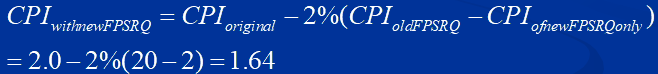 CPI_withnewFPSRQ = CPI_original − 2%(CPI_oldFPSRQ − CPI_ofnewFPSRQonly)
= 2.0 − 2%(20 − 2) = 1.64